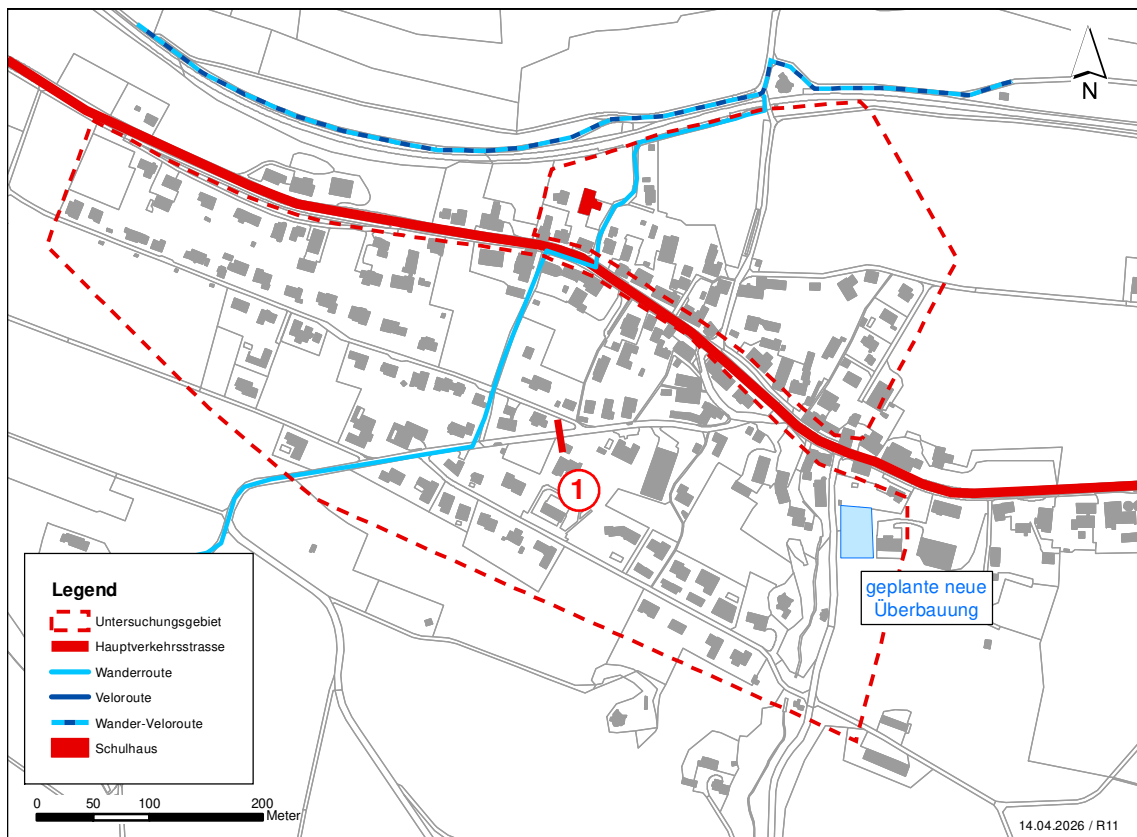 N
1
geplante neue
Überbauung
Legend
Untersuchungsgebiet
Hauptverkehrsstrasse
Wanderroute
Veloroute
Wander-Veloroute
Schulhaus
0 50 100 200
Meter
14.04.2026 / R11